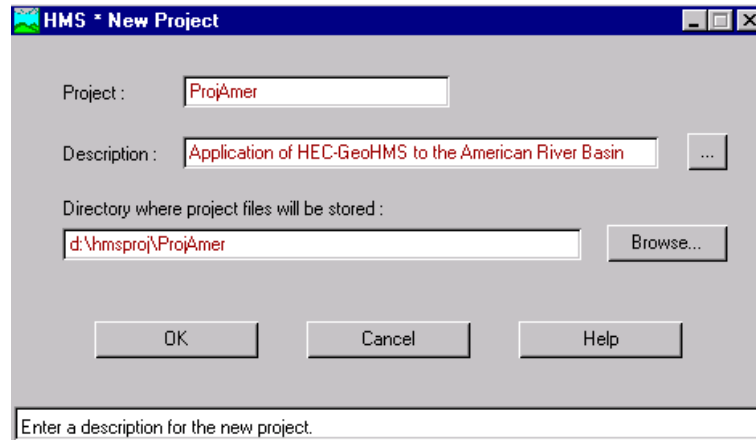 HMS * New Project
Project :
ProjAmer
Description :
Application of HEC-GeoHMS to the American River Basin
...
Directory where project files will be stored :
d:\hmsproj\ProjAmer
Browse...
OK
Cancel
Help
Enter a description for the new project.